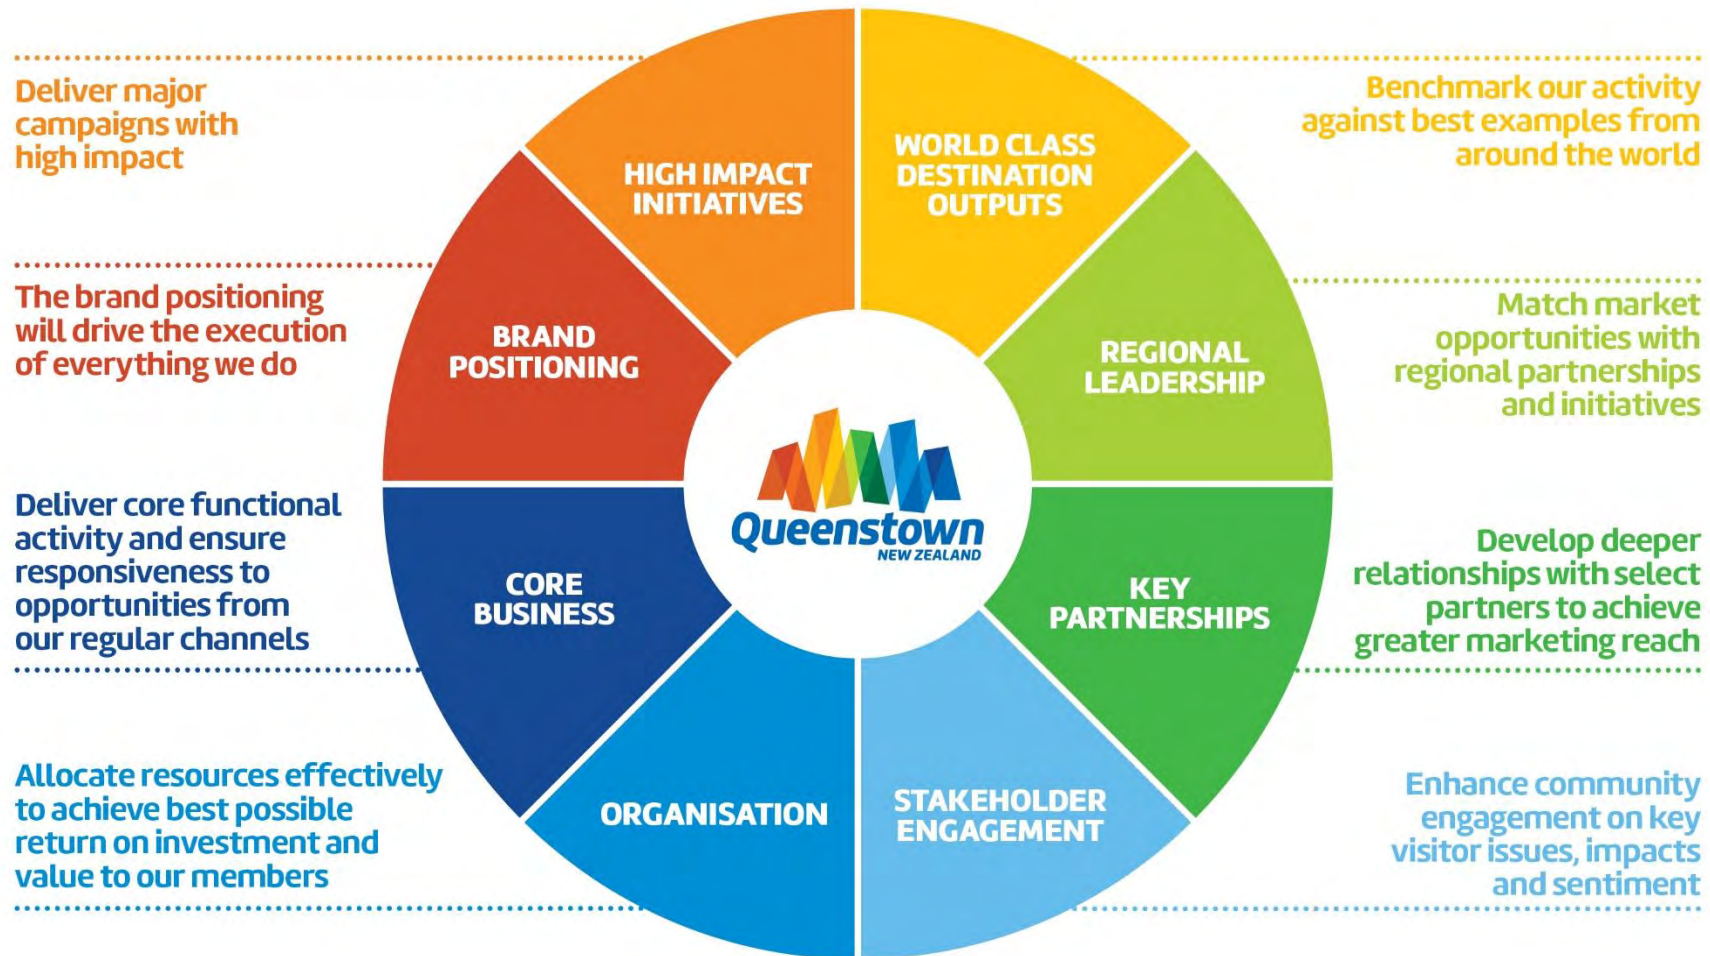 Deliver major
campaigns with
high impact
HIGH IMPACT
INITIATIVES
WORLD CLASS
DESTINATION
OUTPUTS
Benchmark our activity
against best examples from
around the world
The brand positioning
will drive the execution
of everything we do
BRAND
POSITIONING
REGIONAL
LEADERSHIP
Match market
opportunities with
regional partnerships
and initiatives
Queenstown
NEW ZEALAND
Deliver core functional
activity and ensure
responsiveness to
opportunities from
our regular channels
CORE
BUSINESS
KEY
PARTNERSHIPS
Develop deeper
relationships with select
partners to achieve
greater marketing reach
Allocate resources effectively
to achieve best possible
return on investment and
value to our members
ORGANISATION
STAKEHOLDER
ENGAGEMENT
Enhance community
engagement on key
visitor issues, impacts
and sentiment